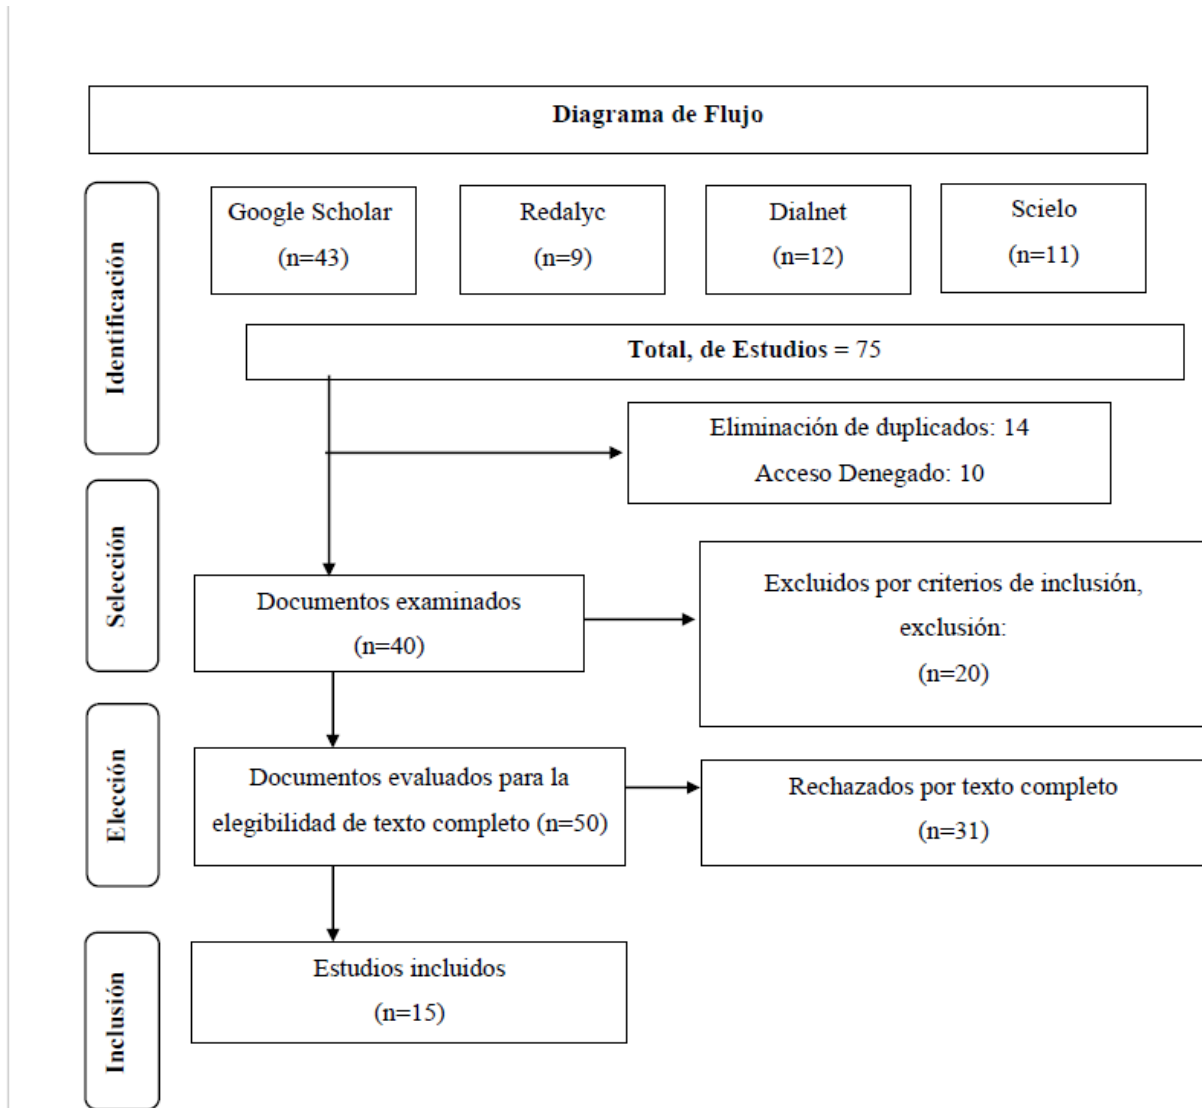 Diagrama de Flujo
Identificación
Google Scholar
(n=43)
Redalyc
(n=9)
Dialnet
(n=12)
Scielo
(n=11)
Total, de Estudios = 75
Eliminación de duplicados: 14
Acceso Denegado: 10
Selección
Documentos examinados
(n=40)
Excluidos por criterios de inclusión,
exclusión:
(n=20)
Elección
Documentos evaluados para la
elegibilidad de texto completo (n=50)
Rechazados por texto completo
(n=31)
Inclusión
Estudios incluidos
(n=15)